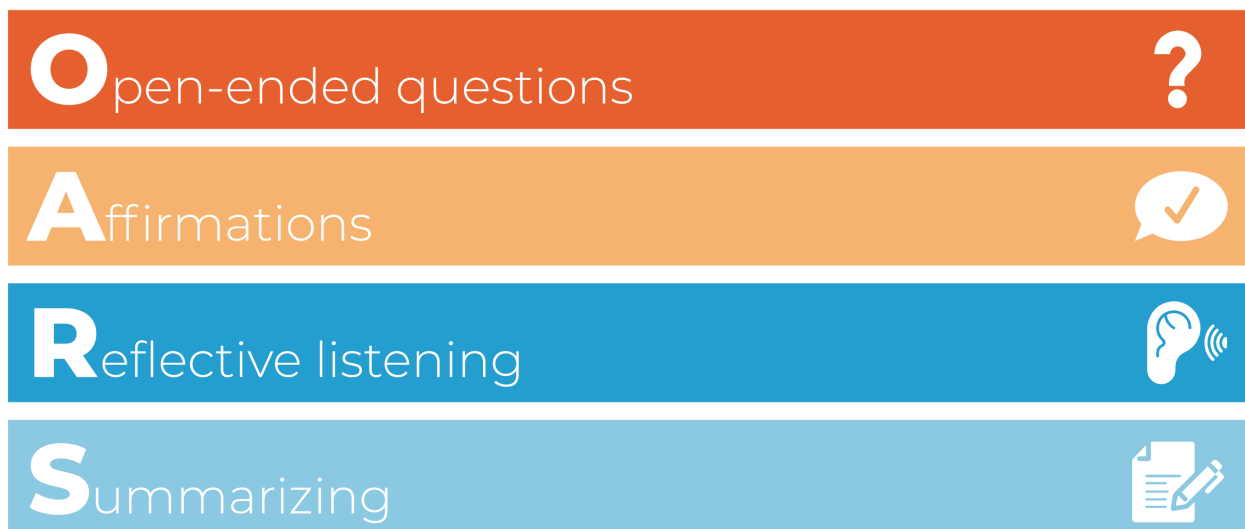 Open-ended questions
Affirmations
Reflective listening
Summarizing